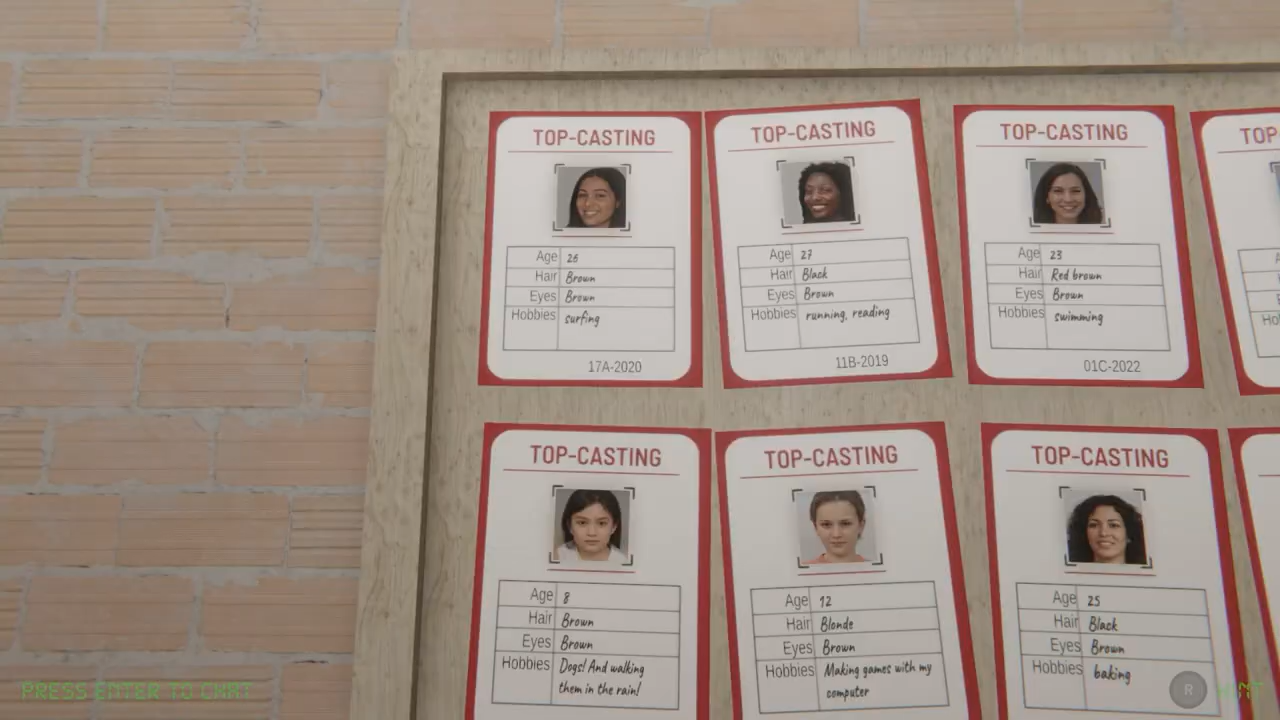 TOP-CASTING
Age 26
Hair Brown
Eyes Brown
Hobbies surfing
17A-2020
TOP-CASTING
Age 27
Hair Black
Eyes Brown
Hobbies running, reading
11B-2019
TOP-CASTING
Age 23
Hair Red brown
Eyes Brown
Hobbies swimming
01C-2022
TOP-CASTING
Age 8
Hair Brown
Eyes Brown
Hobbies Dogs! And walking
them in the rain!
TOP-CASTING
Age 12
Hair Blonde
Eyes Brown
Hobbies Making games with my
computer
TOP-CASTING
Age 25
Hair Black
Eyes Brown
Hobbies baking
PRESS ENTER TO CHAT
R